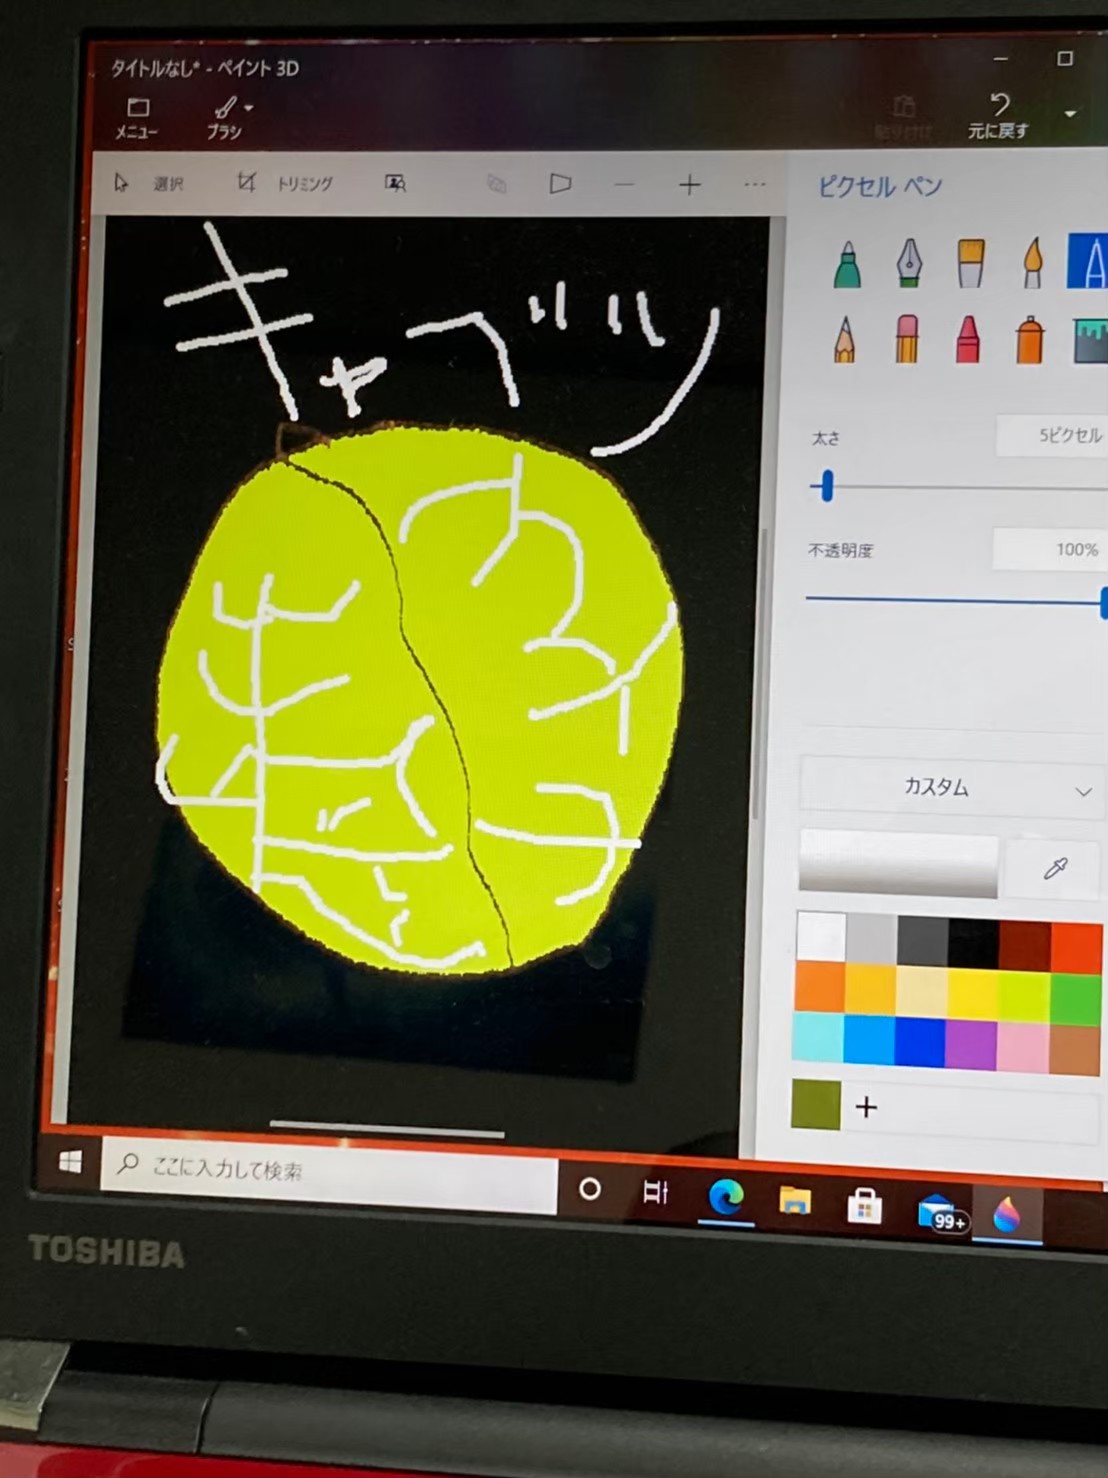 タイトルなし* - ペイント 3D
メニュー
ブラシ
貼り付け
元に戻す
選択
トリミング
ピクセル ペン
キャベツ
太さ
5ピクセル
不透明度
100%
カスタム
ここに入力して検索
99+
TOSHIBA